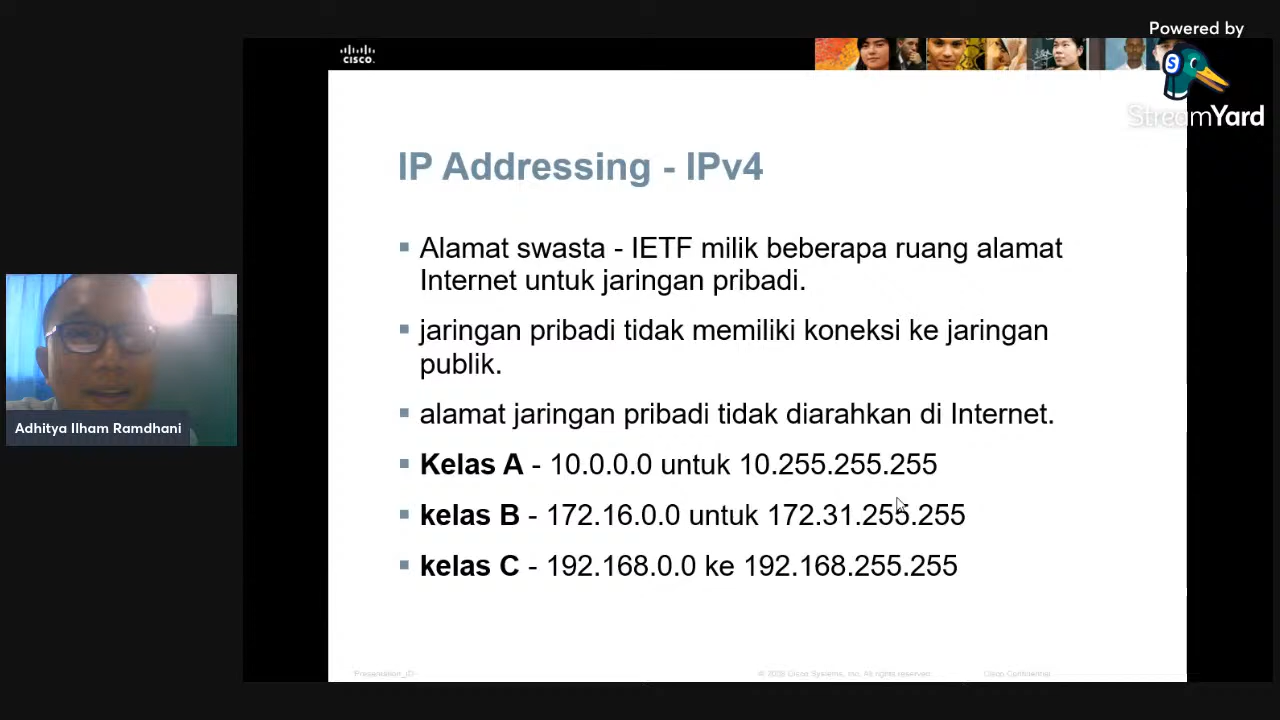 Powered by
CISCO.
StreamYard
IP Addressing - IPv4
Alamat swasta - IETF milik beberapa ruang alamat
Internet untuk jaringan pribadi.
jaringan pribadi tidak memiliki koneksi ke jaringan
publik.
alamat jaringan pribadi tidak diarahkan di Internet.
Kelas A - 10.0.0.0 untuk 10.255.255.255
Adhitya Ilham Ramdhani
kelas B - 172.16.0.0 untuk 172.31.255.255
kelas C - 192.168.0.0 ke 192.168.255.255
Presentation_ID
Cisco Systems, Inc. All rights reserved.
Cisco Confidential